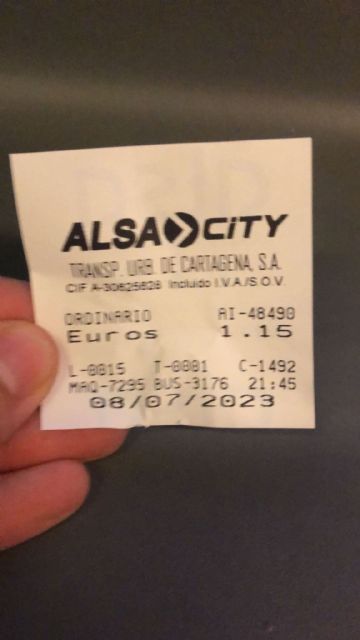 ALSA CITY
TRANSP. URB. DE CARTAGENA, S.A.
CIF A-30625628 Incluido I.V.A./S.O.V.
ORDINARIO AI-48490
Euros 1.15
L-0015 T-0001 C-1492
MAQ-7295 BUS-3176 21:45
08/07/2023